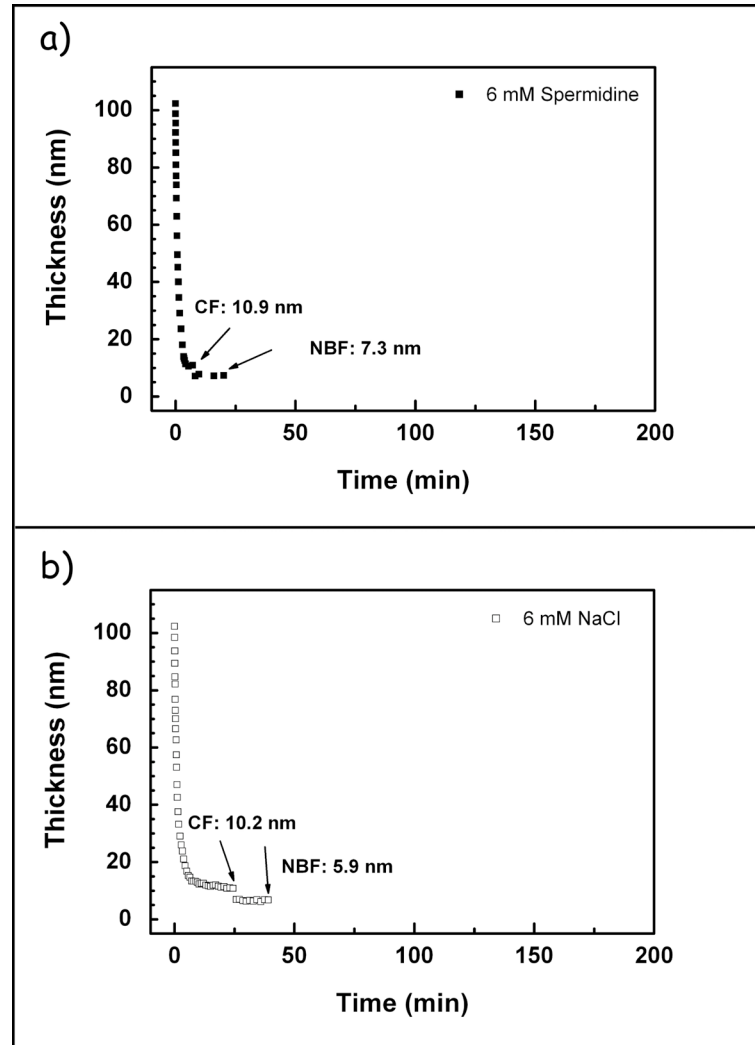 a)
6 mM Spermidine
100
80
60
40
20
0
Thickness (nm)
CF: 10.9 nm
NBF: 7.3 nm
0 50 100 150 200
Time (min)
b)
6 mM NaCl
100
80
60
40
20
0
Thickness (nm)
CF: 10.2 nm
NBF: 5.9 nm
0 50 100 150 200
Time (min)